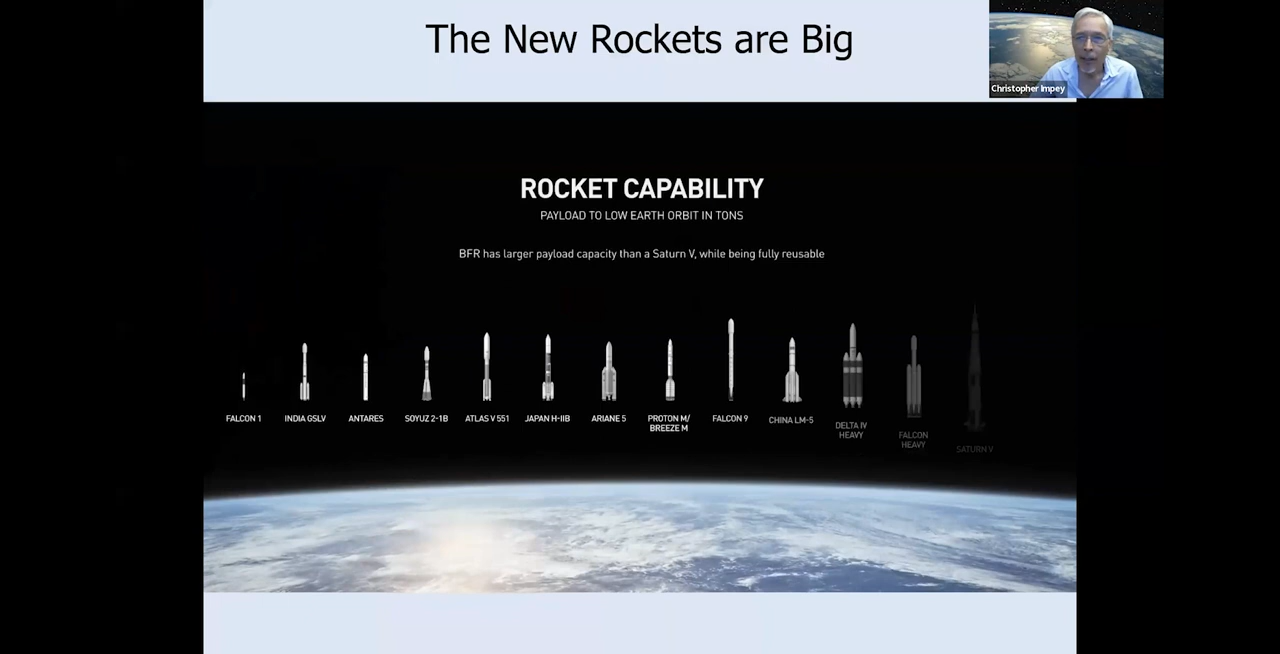 The New Rockets are Big
Christopher Impey
ROCKET CAPABILITY
PAYLOAD TO LOW EARTH ORBIT IN TONS
BFR has larger payload capacity than a Saturn V, while being fully reusable
FALCON 1
INDIA GSLV
ANTARES
SOYUZ 2-1B
ATLAS V 551
JAPAN H-IIB
ARIANE 5
PROTON M/
BREEZE M
FALCON 9
CHINA LM-5
DELTA IV
HEAVY
FALCON
HEAVY
SATURN V